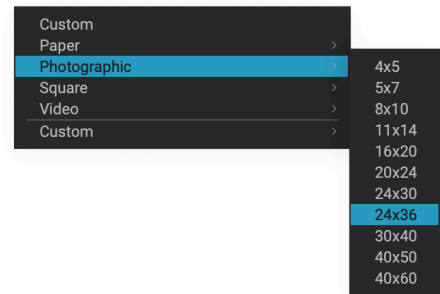 Custom
Paper
Photographic
Square
Video
Custom
4x5
5x7
8x10
11x14
16x20
20x24
24x30
24x36
30x40
40x50
40x60